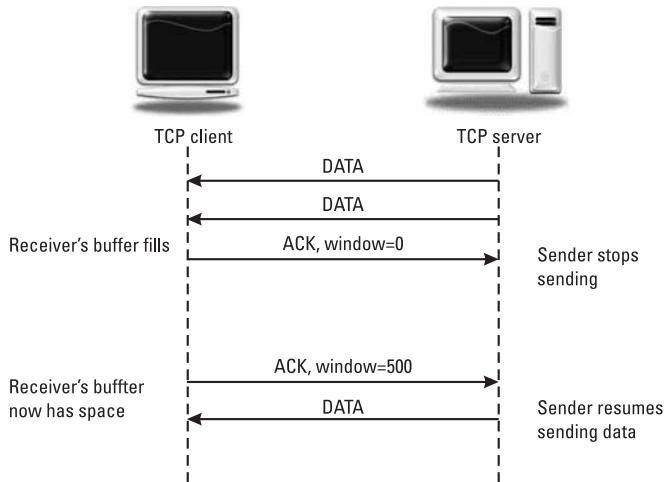 TCP client
TCP server
DATA
DATA
Receiver's buffer fills
ACK, window=0
Sender stops
sending
ACK, window=500
Receiver's buffter
now has space
DATA
Sender resumes
sending data